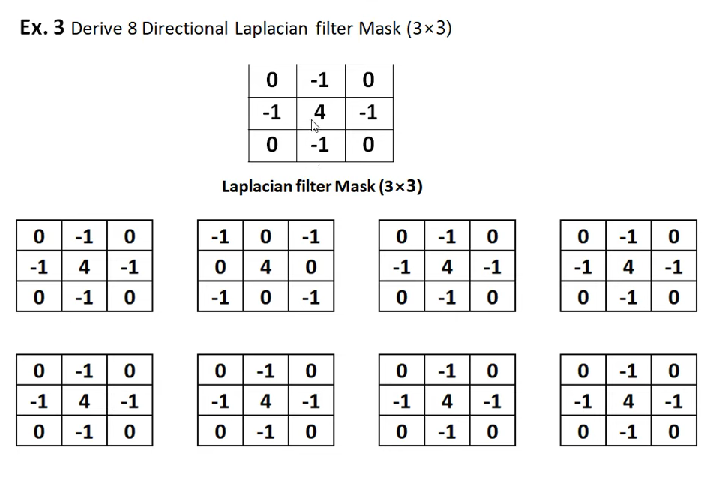 Ex. 3 Derive 8 Directional Laplacian filter Mask (3×3)
0 -1 0
-1 4 -1
0 -1 0
Laplacian filter Mask (3×3)
0 -1 0 -1 0 -1 0 -1 0 0 -1 0
-1 4 -1 0 4 0 -1 4 -1 -1 4 -1
0 -1 0 -1 0 -1 0 -1 0 0 -1 0
0 -1 0 0 -1 0 0 -1 0 0 -1 0
-1 4 -1 -1 4 -1 -1 4 -1 -1 4 -1
0 -1 0 0 -1 0 0 -1 0 0 -1 0